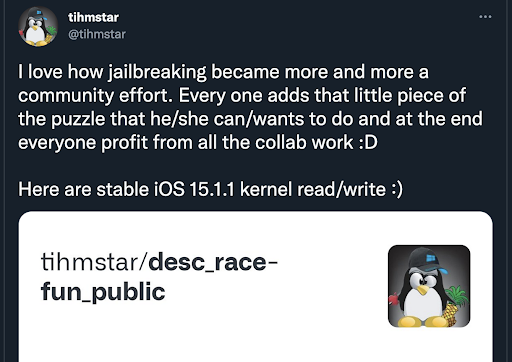 tihmstar
@tihmstar
I love how jailbreaking became more and more a
community effort. Every one adds that little piece of
the puzzle that he/she can/wants to do and at the end
everyone profit from all the collab work :D
Here are stable iOS 15.1.1 kernel read/write :)
tihmstar/desc_race-
fun_public